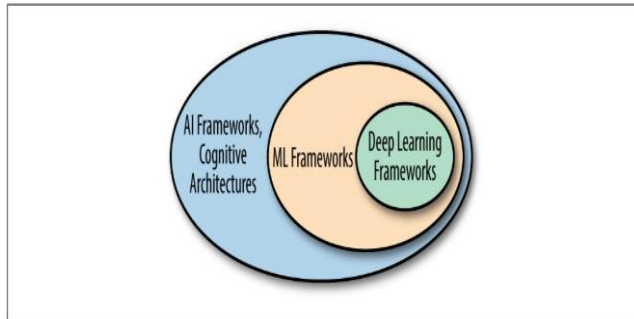 AI Frameworks,
Cognitive
Architectures
ML Frameworks
Deep Learning
Frameworks